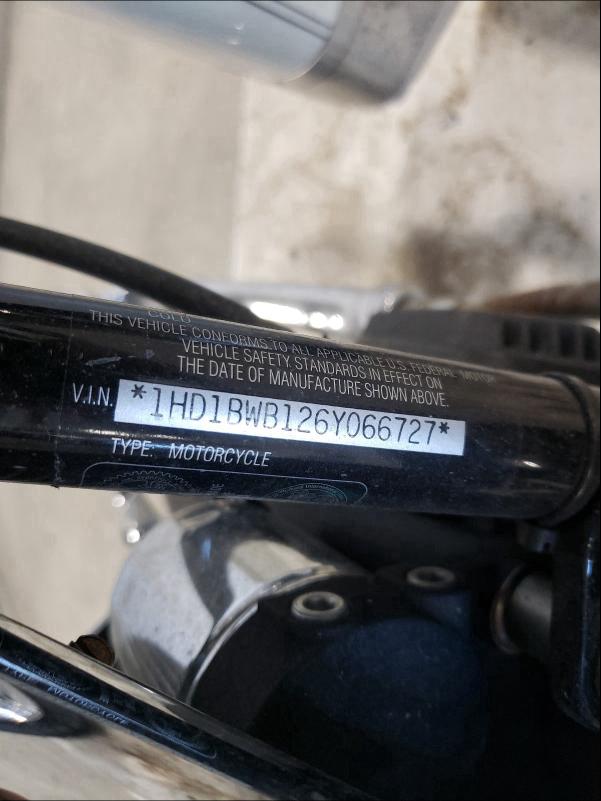 COLD
THIS VEHICLE CONFORMS TO ALL APPLICABLE U.S. FEDERAL MOTOR
VEHICLE SAFETY STANDARDS IN EFFECT ON
THE DATE OF MANUFACTURE SHOWN ABOVE.
V.I.N. *1HD1BWB126Y066727*
TYPE: MOTORCYCLE